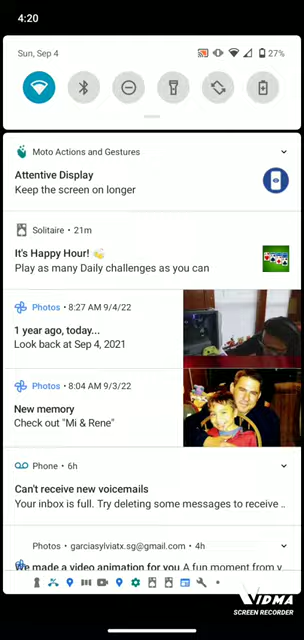 4:20
Sun, Sep 4
27%
Moto Actions and Gestures
Attentive Display
Keep the screen on longer
Solitaire • 21m
It's Happy Hour!
Play as many Daily challenges as you can
Photos • 8:27 AM 9/4/22
1 year ago, today...
Look back at Sep 4, 2021
Photos • 8:04 AM 9/3/22
New memory
Check out "Mi & Rene"
Phone • 6h
Can't receive new voicemails
Your inbox is full. Try deleting some messages to receive ..
Photos • garciasylviatx.sg@gmail.com • 4h
We made a video animation for you A fun moment from y
VIDMA
SCREEN RECORDER